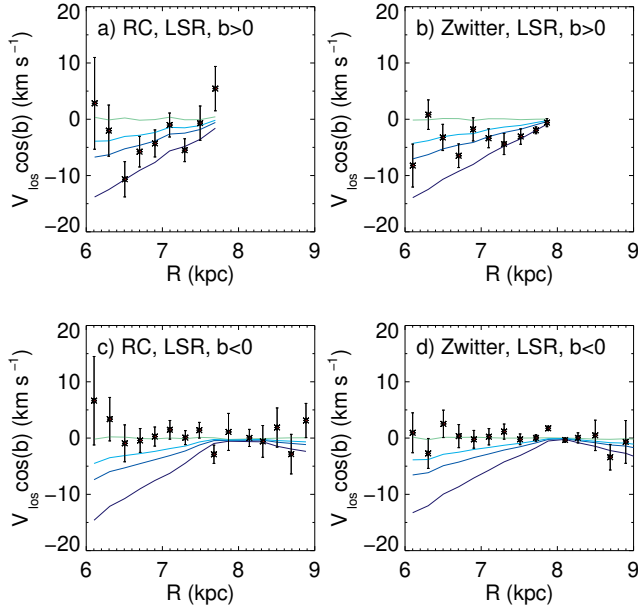 a) RC, LSR, b>0
20
10
0
−10
−20
V_los cos(b) (km s⁻¹)
6 7 8 9
R (kpc)
b) Zwitter, LSR, b>0
20
10
0
−10
−20
V_los cos(b) (km s⁻¹)
6 7 8 9
R (kpc)
c) RC, LSR, b<0
20
10
0
−10
−20
V_los cos(b) (km s⁻¹)
6 7 8 9
R (kpc)
d) Zwitter, LSR, b<0
20
10
0
−10
−20
V_los cos(b) (km s⁻¹)
6 7 8 9
R (kpc)